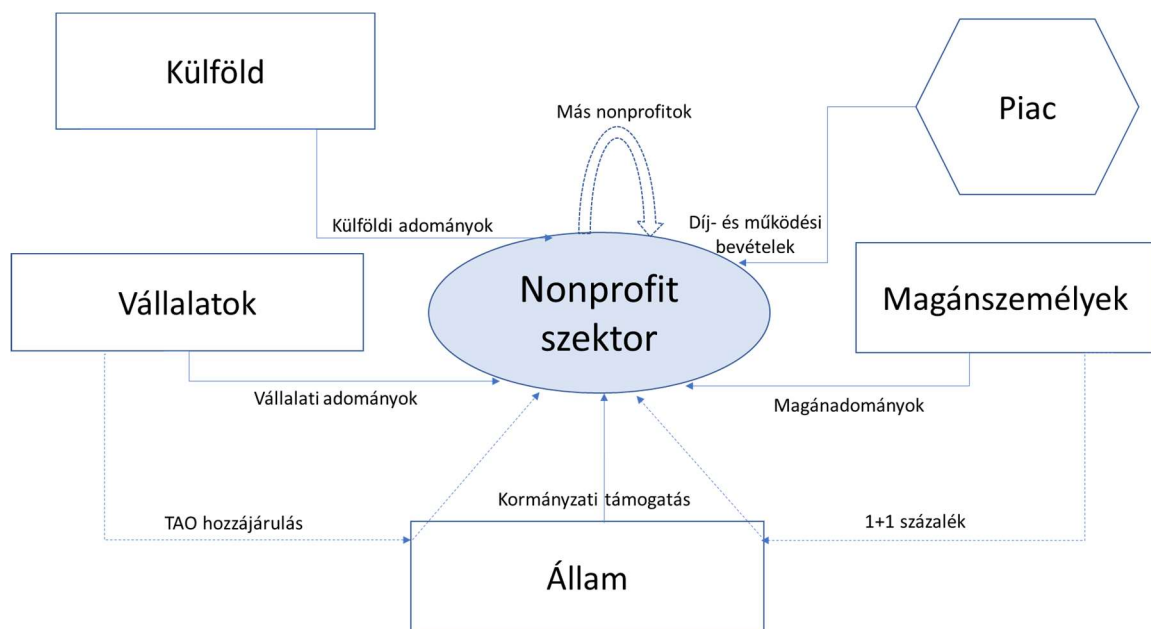 Külföld
Piac
Más nonprofitok
Külföldi adományok
Díj- és működési
bevételek
Vállalatok
Nonprofit
szektor
Magánszemélyek
Vállalati adományok
Magánadományok
Kormányzati támogatás
TAO hozzájárulás
1+1 százalék
Állam